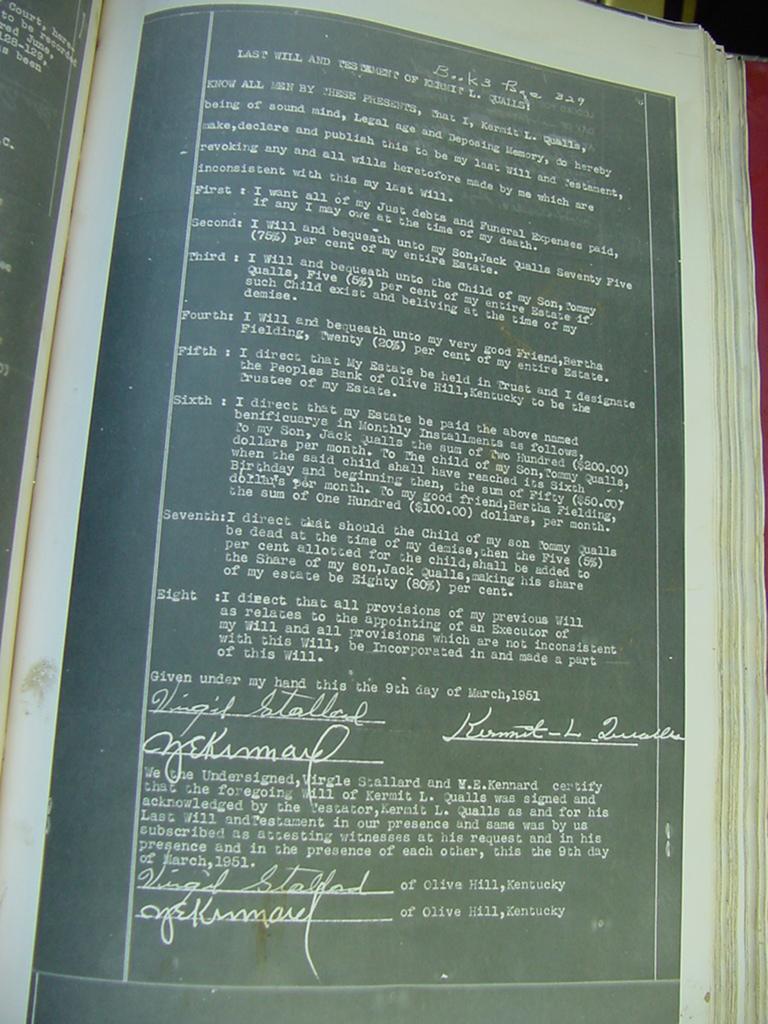 Court, here
to be recorded
red June,
128-129,
s been
C.
Book 3 Page 329
LAST WILL AND TESTAMENT OF KERMIT L. QUALLS:
KNOW ALL MEN BY THESE PRESENTS, That I, Kermit L. Qualls,
being of sound mind, Legal age and Deposing Memory, do hereby
make,declare and publish this to be my last Will and Testament,
revoking any and all wills heretofore made by me which are
inconsistent with this my last will.
First : I want all of my Just debts and Funeral Expenses paid,
if any I may owe at the time of my death.
Second: I Will and bequeath unto my Son,Jack Qualls Seventy Five
(75%) per cent of my entire Estate.
Third : I Will and bequeath unto the Child of my Son,Tommy
Qualls, Five (5%) per cent of my entire Estate if
such Child exist and beliving at the time of my
demise.
Fourth: I Will and bequeath unto my very good Friend,Bertha
Fielding, Twenty (20%) per cent of my entire Estate.
Fifth : I direct that My Estate be held in Trust and I designate
the Peoples Bank of Olive Hill,Kentucky to be the
Trustee of my Estate.
Sixth : I direct that my Estate be paid the above named
benificuarys in Monthly Installments as follows,
To my Son, Jack Qualls the sum of Two Hundred ($200.00)
dollars per month. To The child of my Son,Tommy Qualls,
when the said child shall have reached its Sixth
Birthday and beginning then, the sum of Fifty ($50.00)
dollars per month. To my good friend,Bertha Fielding,
the sum of One Hundred ($100.00) dollars, per month.
Seventh:I direct that should the Child of my son Tommy Qualls
be dead at the time of my demise,then the Five (5%)
per cent allotted for the child,shall be added to
the Share of my son,Jack Qualls,making his share
of my estate be Eighty (80%) per cent.
Eight :I direct that all provisions of my previous Will
as relates to the appointing of an Executor of
my Will and all provisions which are not inconsistent
with this Will, be Incorporated in and made a part
of this Will.
Given under my hand this the 9th day of March,1951
Virgil Stallard
Kermit L Qualls
M E Kennard
We the Undersigned,Virgle Stallard and M.E.Kennard certify
that the foregoing Will of Kermit L. Qualls was signed and
acknowledged by the Testator,Kermit L. Qualls as and for his
Last Will andTestament in our presence and same was by us
subscribed as attesting witnesses at his request and in his
presence and in the presence of each other, this the 9th day
of March,1951.
Virgil Stallard of Olive Hill,Kentucky
M E Kennard of Olive Hill,Kentucky